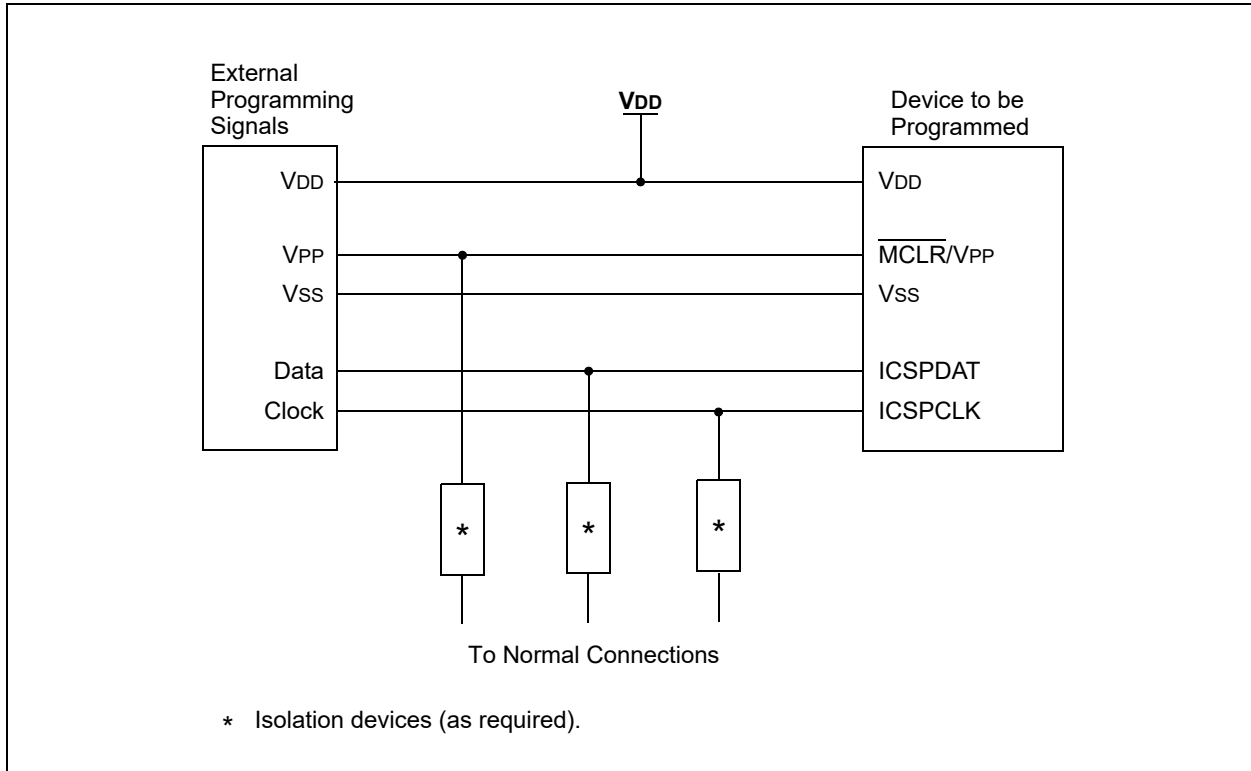 External
Programming
Signals
VDD
Device to be
Programmed
VDD
VPP
VSS
Data
Clock
VDD
MCLR/VPP
VSS
ICSPDAT
ICSPCLK
*
*
*
To Normal Connections
* Isolation devices (as required).